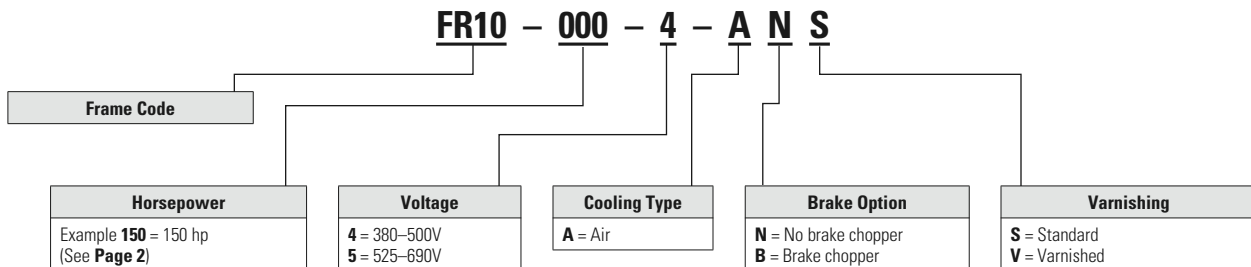 FR10 – 000 – 4 – A N S
Frame Code
Horsepower
Example 150 = 150 hp
(See Page 2)
Voltage
4 = 380–500V
5 = 525–690V
Cooling Type
A = Air
Brake Option
N = No brake chopper
B = Brake chopper
Varnishing
S = Standard
V = Varnished